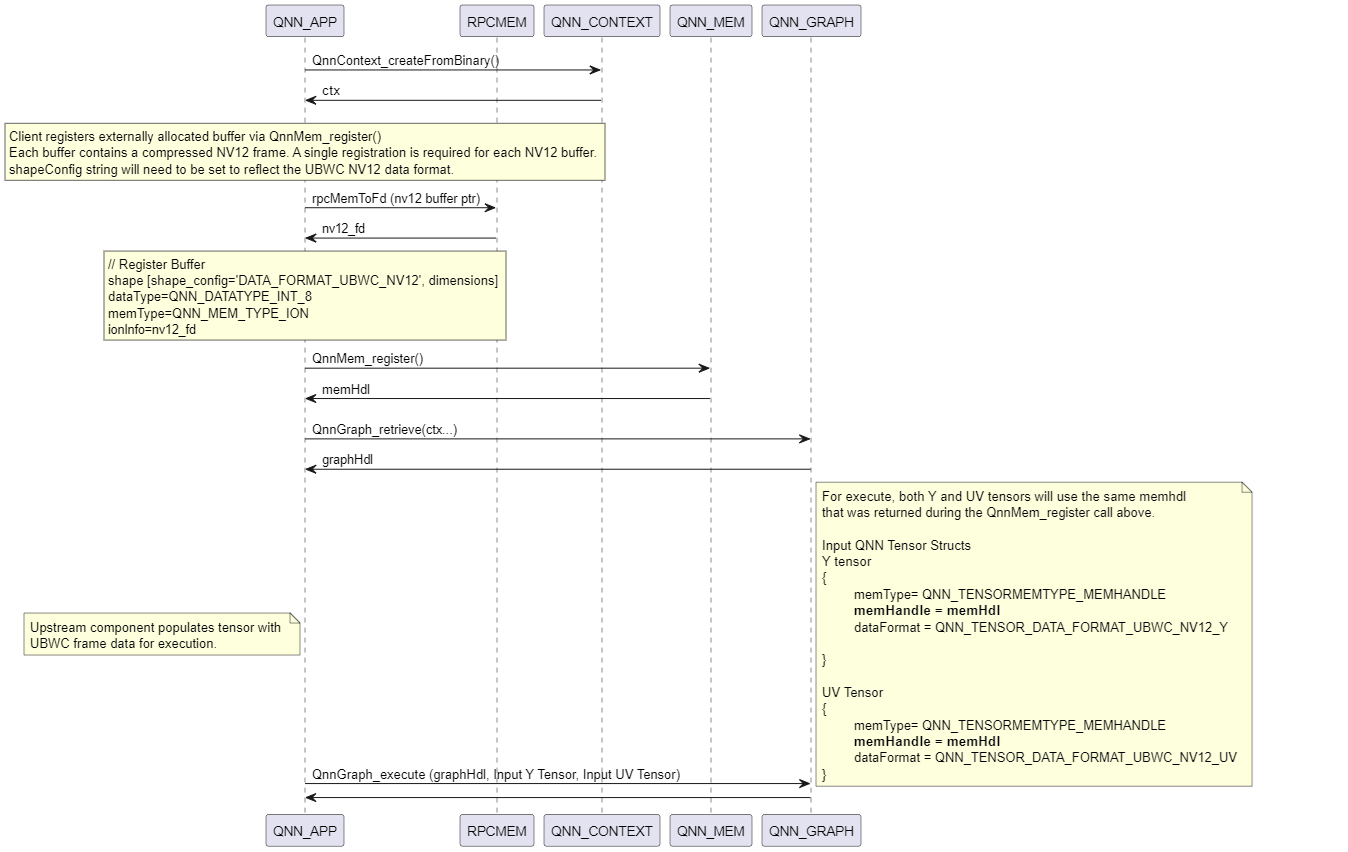 QNN_APP RPCMEM QNN_CONTEXT QNN_MEM QNN_GRAPH
QnnContext_createFromBinary()
ctx
Client registers externally allocated buffer via QnnMem_register()
Each buffer contains a compressed NV12 frame. A single registration is required for each NV12 buffer.
shapeConfig string will need to be set to reflect the UBWC NV12 data format.
rpcMemToFd (nv12 buffer ptr)
nv12_fd
// Register Buffer
shape [shape_config='DATA_FORMAT_UBWC_NV12', dimensions]
dataType=QNN_DATATYPE_INT_8
memType=QNN_MEM_TYPE_ION
ionInfo=nv12_fd
QnnMem_register()
memHdl
QnnGraph_retrieve(ctx...)
graphHdl
For execute, both Y and UV tensors will use the same memhdl
that was returned during the QnnMem_register call above.
Input QNN Tensor Structs
Y tensor
{
memType= QNN_TENSORMEMTYPE_MEMHANDLE
memHandle = memHdl
dataFormat = QNN_TENSOR_DATA_FORMAT_UBWC_NV12_Y
}
UV Tensor
{
memType= QNN_TENSORMEMTYPE_MEMHANDLE
memHandle = memHdl
dataFormat = QNN_TENSOR_DATA_FORMAT_UBWC_NV12_UV
}
Upstream component populates tensor with
UBWC frame data for execution.
QnnGraph_execute (graphHdl, Input Y Tensor, Input UV Tensor)
QNN_APP RPCMEM QNN_CONTEXT QNN_MEM QNN_GRAPH